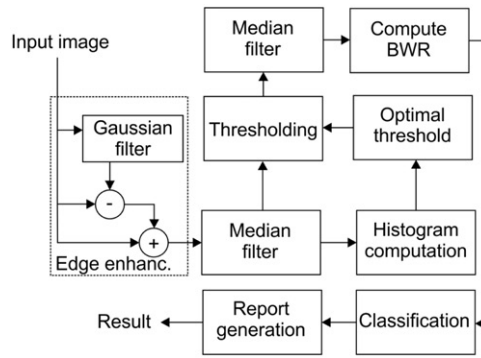 Input image
Median
filter
Compute
BWR
Gaussian
filter
Thresholding
Optimal
threshold
-
+
Edge enhanc.
Median
filter
Histogram
computation
Result
Report
generation
Classification